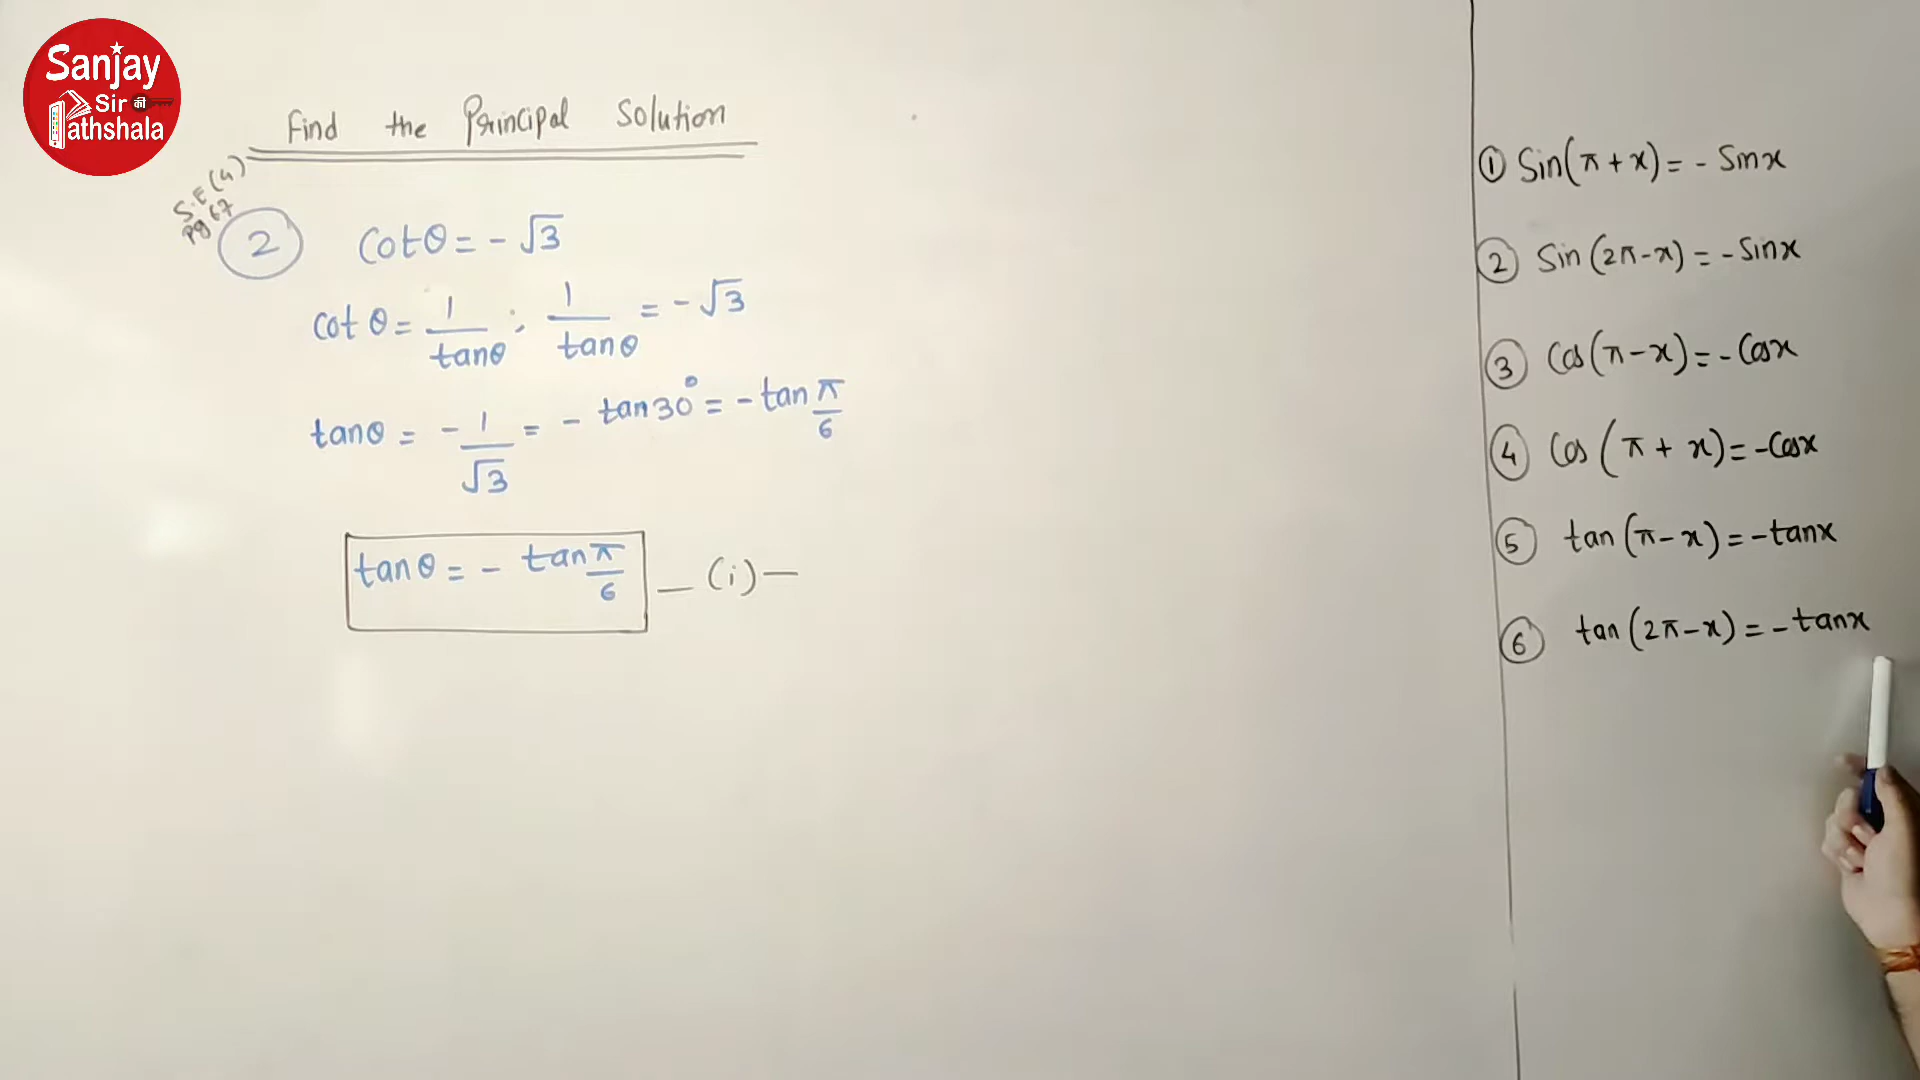 Sanjay
Sir की
Pathshala
Find the Principal Solution
S.E (4)
pg 67
2 Cotθ = - √3
Cot θ = 1/tanθ ; 1/tanθ = - √3
tanθ = - 1/√3 = - tan30° = - tan π/6
tanθ = - tan π/6 — (i) —
① Sin(π + x) = - Sinx
② Sin (2π - x) = - Sinx
③ Cos(π - x) = - Cosx
④ Cos (π + x) = - Cosx
⑤ tan (π - x) = - tanx
⑥ tan (2π - x) = - tanx